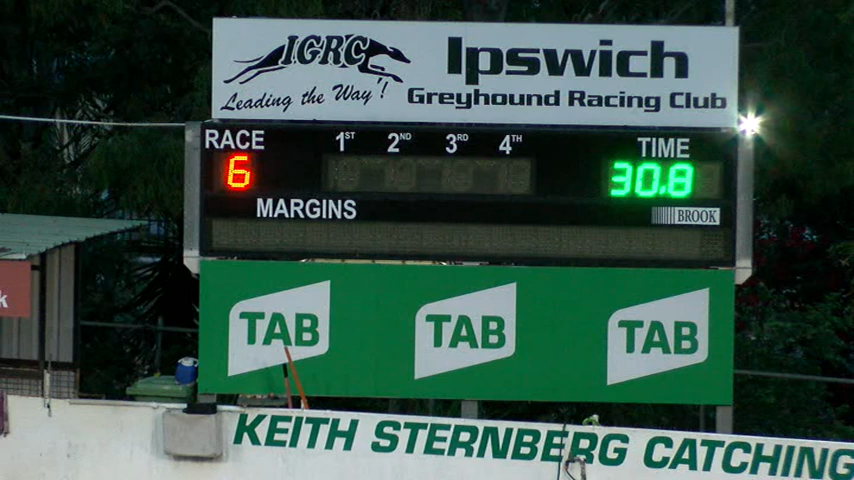 IGRC
Leading the Way!
Ipswich
Greyhound Racing Club
RACE 1ST 2ND 3RD 4TH TIME
6 30.8
MARGINS BROOK
TAB TAB TAB
k
KEITH STERNBERG CATCHING